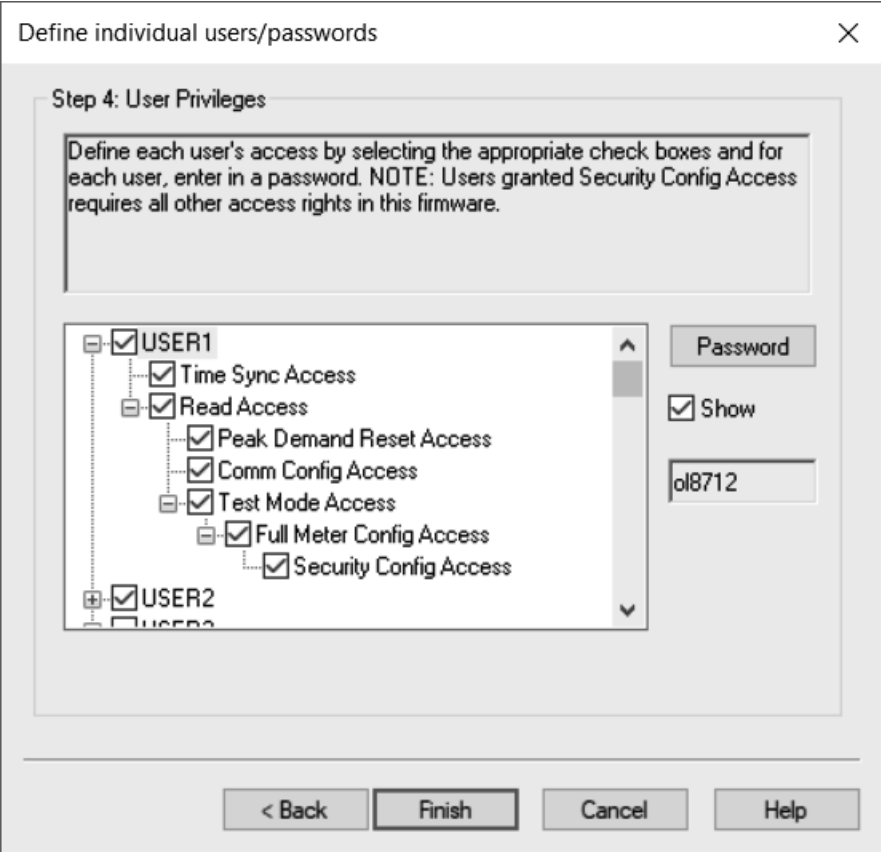 Define individual users/passwords
Step 4: User Privileges
Define each user's access by selecting the appropriate check boxes and for
each user, enter in a password. NOTE: Users granted Security Config Access
requires all other access rights in this firmware.
USER1
Password
Time Sync Access
Read Access
Show
Peak Demand Reset Access
Comm Config Access
ol8712
Test Mode Access
Full Meter Config Access
Security Config Access
USER2
< Back
Finish
Cancel
Help